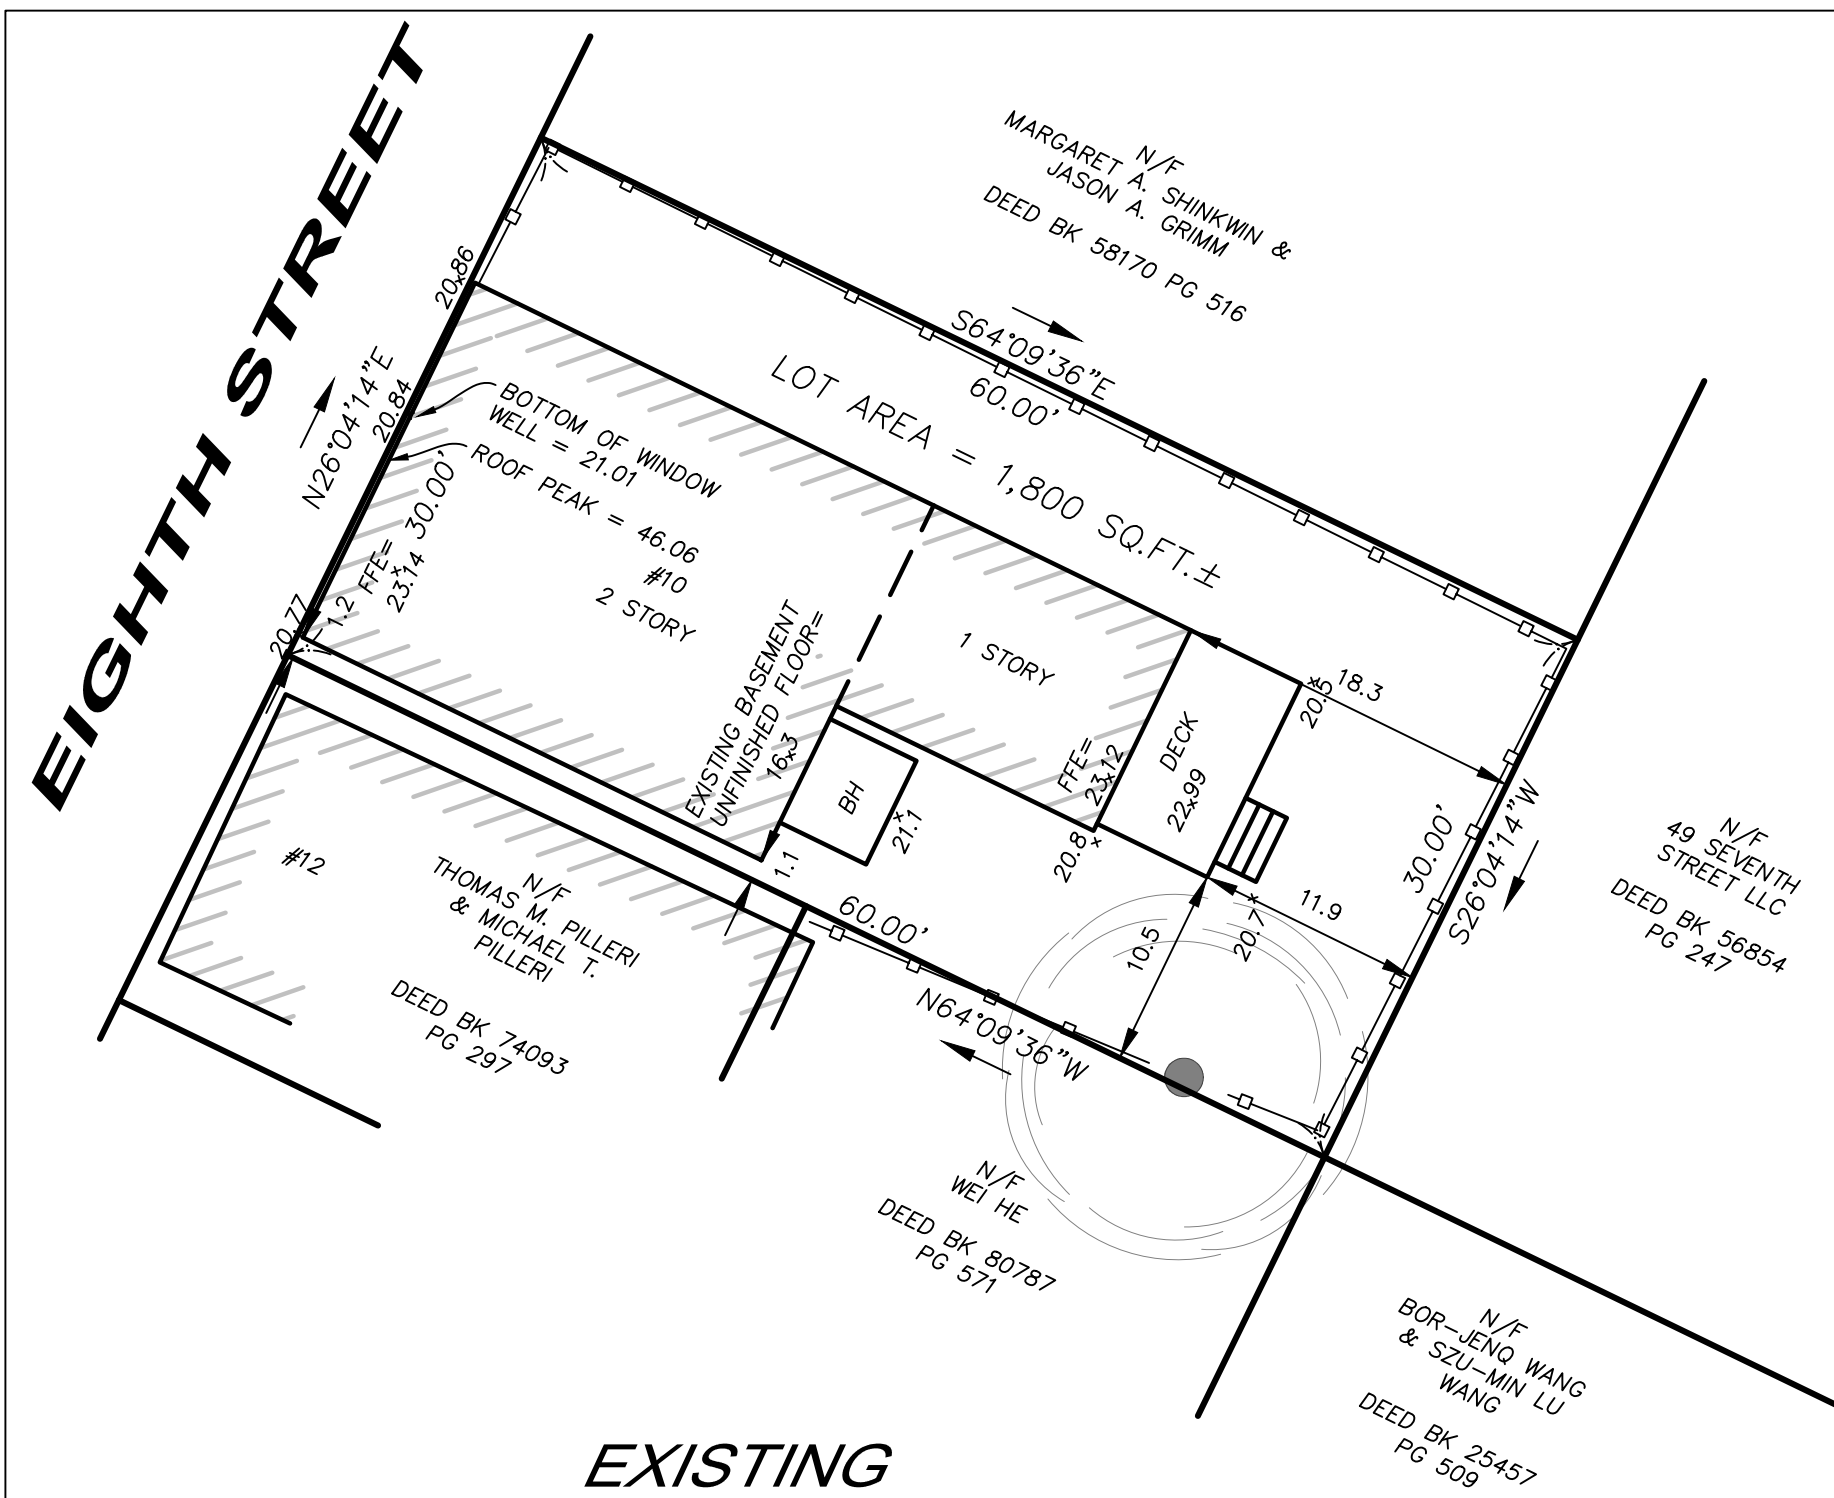 EIGHTH STREET
N/F
MARGARET A. SHINKWIN &
JASON A. GRIMM
DEED BK 58170 PG 516
S64°09'36"E
60.00'
LOT AREA = 1,800 SQ.FT.±
20.86
N26°04'14"E
20.84
30.00'
BOTTOM OF WINDOW
WELL = 21.01
ROOF PEAK = 46.06
#10
2 STORY
FFE=
23.14
1.2
20.77
EXISTING BASEMENT
UNFINISHED FLOOR=
16.3
1 STORY
BH
21.1
FFE=
23.12
20.8
DECK
22.99
20.5
18.3
11.9
20.7
10.5
30.00'
S26°04'14"W
N/F
49 SEVENTH
STREET LLC
DEED BK 56854
PG 247
1.1
60.00'
N64°09'36"W
#12
N/F
THOMAS M. PILLERI
& MICHAEL T.
PILLERI
DEED BK 74093
PG 297
N/F
WEI HE
DEED BK 80787
PG 571
N/F
BOR-JENQ WANG
& SZU-MIN LU
WANG
DEED BK 25457
PG 509
EXISTING